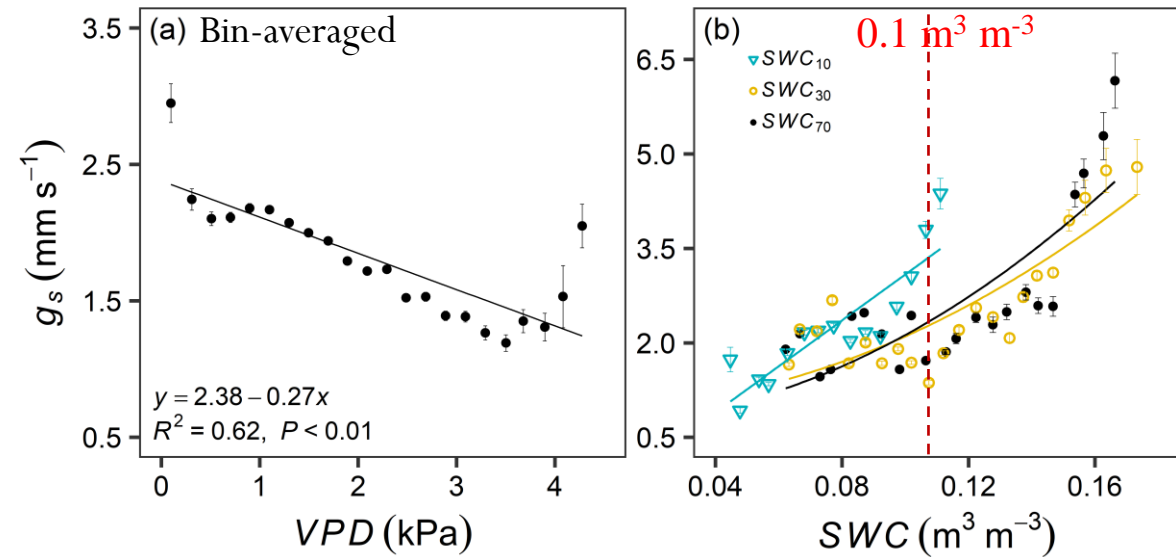 (a) Bin-averaged
3.5
2.5
1.5
0.5
g_s (mm s⁻¹)
y = 2.38 − 0.27x
R² = 0.62, P < 0.01
0 1 2 3 4
VPD (kPa)
(b) 0.1 m³ m⁻³
SWC₁₀
SWC₃₀
SWC₇₀
6.5
5.0
3.5
2.0
0.5
0.04 0.08 0.12 0.16
SWC (m³ m⁻³)